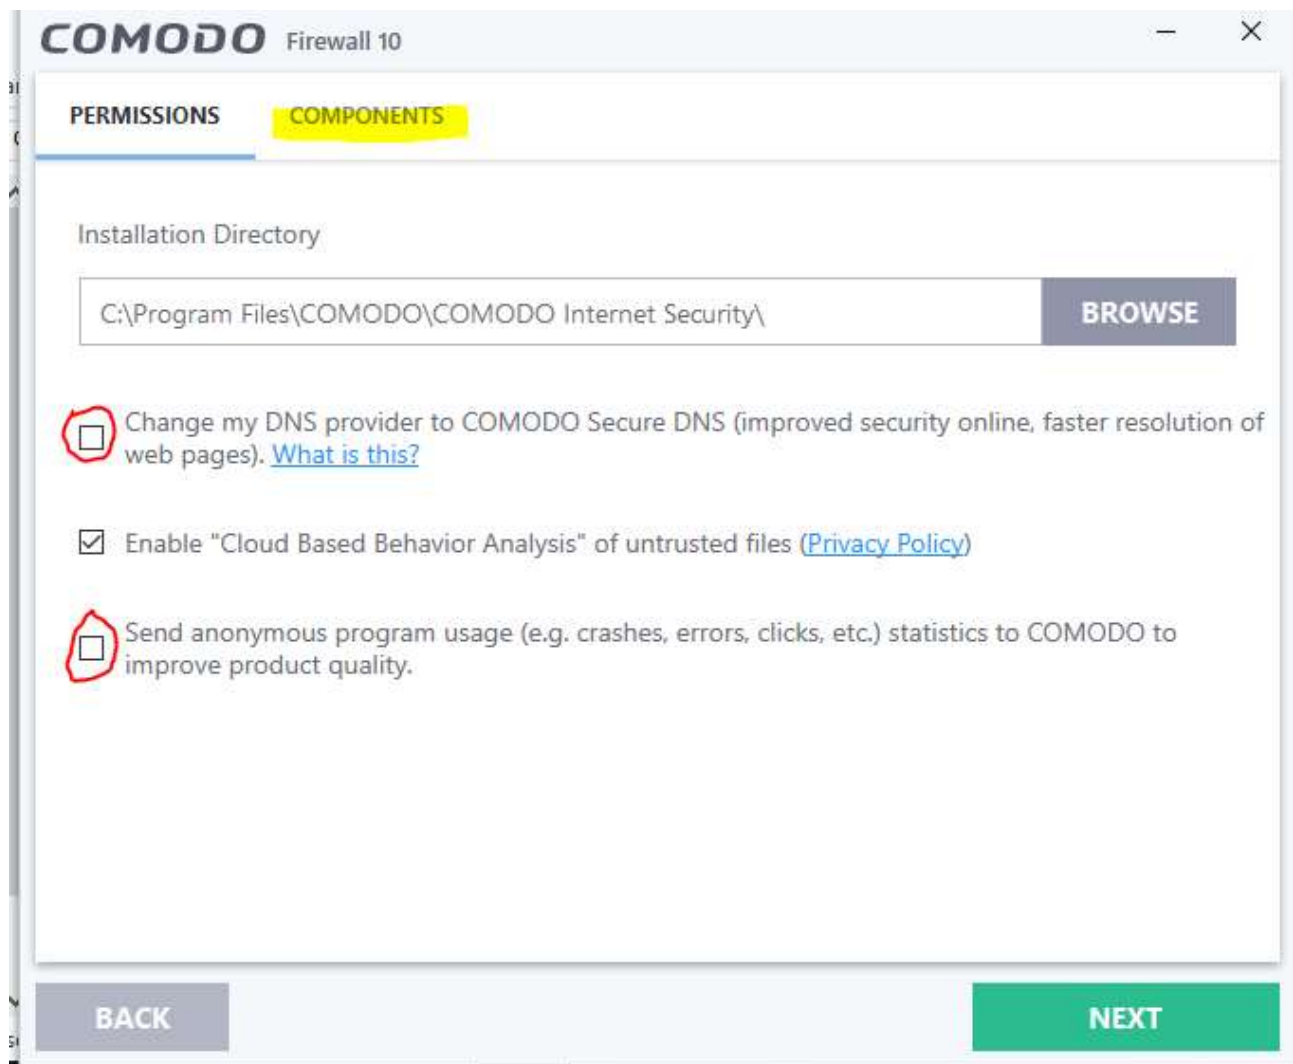 COMODO Firewall 10
PERMISSIONS COMPONENTS
Installation Directory
C:\Program Files\COMODO\COMODO Internet Security\ BROWSE
Change my DNS provider to COMODO Secure DNS (improved security online, faster resolution of
web pages). What is this?
Enable "Cloud Based Behavior Analysis" of untrusted files (Privacy Policy)
Send anonymous program usage (e.g. crashes, errors, clicks, etc.) statistics to COMODO to
improve product quality.
BACK NEXT